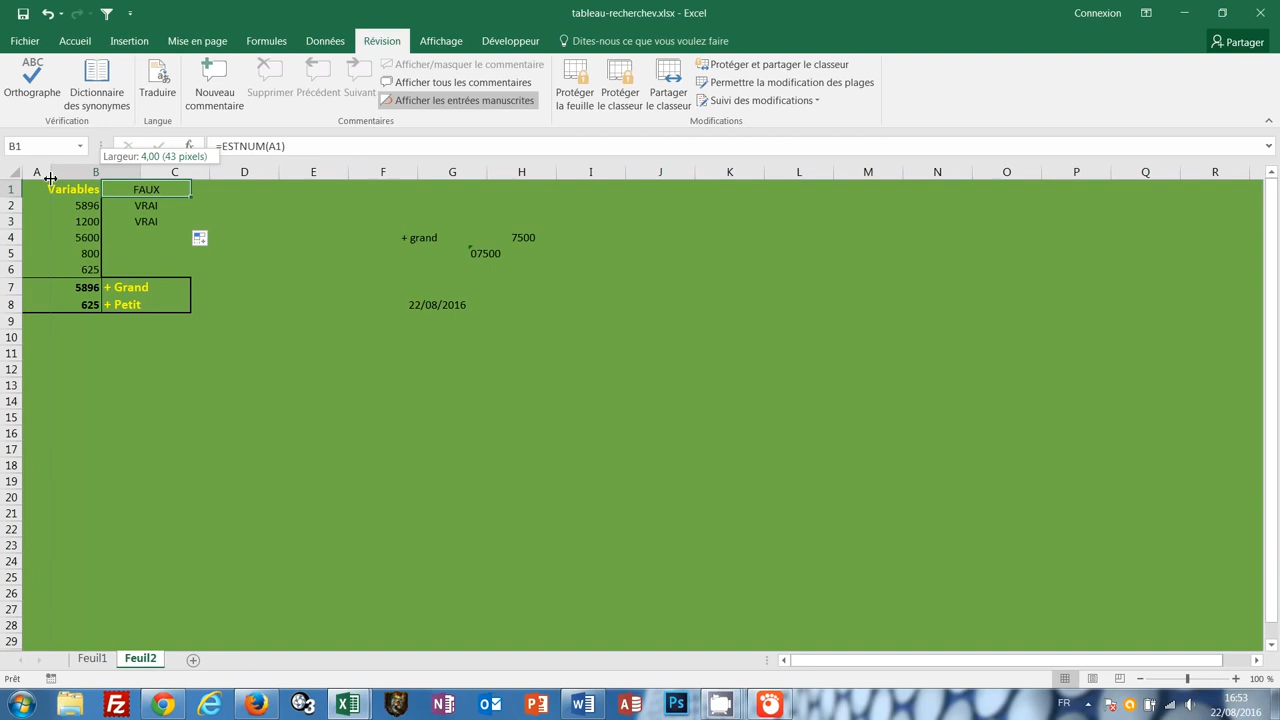 tableau-recherchev.xlsx - Excel
Connexion
Fichier Accueil Insertion Mise en page Formules Données Révision Affichage Développeur Dites-nous ce que vous voulez faire Partager
ABC
Orthographe
Dictionnaire des synonymes
Traduire
Nouveau commentaire
Supprimer Précédent Suivant
Afficher/masquer le commentaire
Afficher tous les commentaires
Afficher les entrées manuscrites
Protéger la feuille
Protéger le classeur
Partager le classeur
Protéger et partager le classeur
Permettre la modification des plages
Suivi des modifications
Vérification Langue Commentaires Modifications
B1 fx =ESTNUM(A1)
Largeur: 4,00 (43 pixels)
A B C D E F G H I J K L M N O P Q R
1 Variables FAUX
2 5896 VRAI
3 1200 VRAI
4 5600 + grand 7500
5 800 07500
6 625
7 5896 + Grand
8 625 + Petit 22/08/2016
9
10
11
12
13
14
15
16
17
18
19
20
21
22
23
24
25
26
27
28
29
Feuil1 Feuil2
Prêt 100 %
FR 16:53
22/08/2016